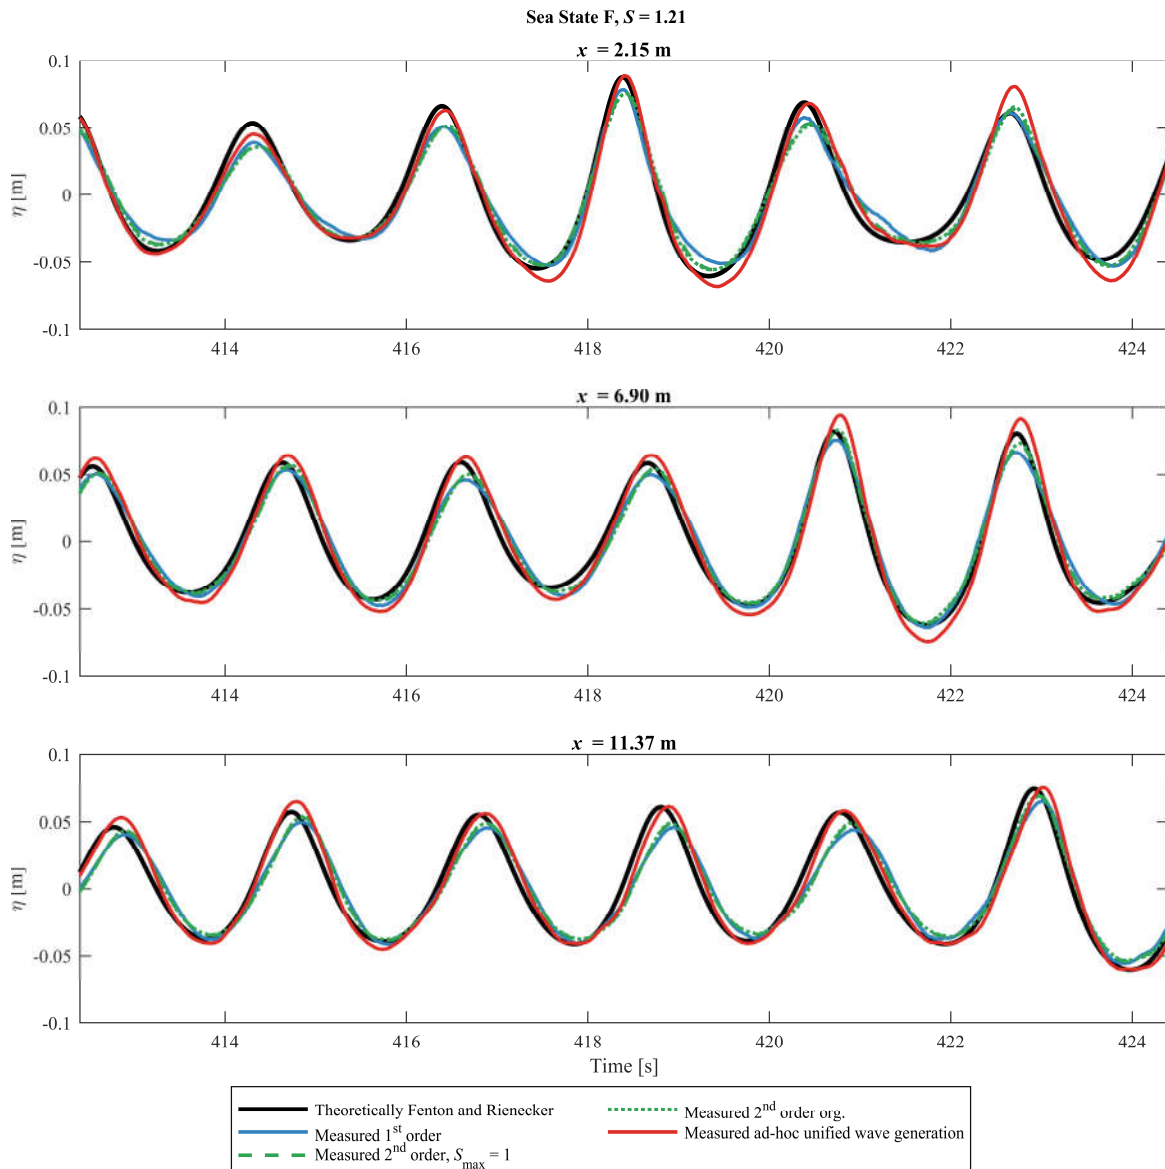 Sea State F, S = 1.21
x = 2.15 m
0.1
0.05
0
-0.05
-0.1
η [m]
414 416 418 420 422 424
x = 6.90 m
0.1
0.05
0
-0.05
-0.1
η [m]
414 416 418 420 422 424
x = 11.37 m
0.1
0.05
0
-0.05
-0.1
η [m]
414 416 418 420 422 424
Time [s]
Theoretically Fenton and Rienecker
Measured 1st order
Measured 2nd order, Smax = 1
Measured 2nd order org.
Measured ad-hoc unified wave generation